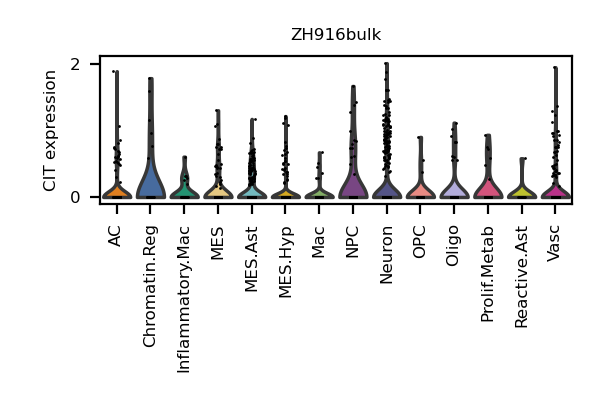 ZH916bulk
CIT expression
2
0
AC
Chromatin.Reg
Inflammatory.Mac
MES
MES.Ast
MES.Hyp
Mac
NPC
Neuron
OPC
Oligo
Prolif.Metab
Reactive.Ast
Vasc